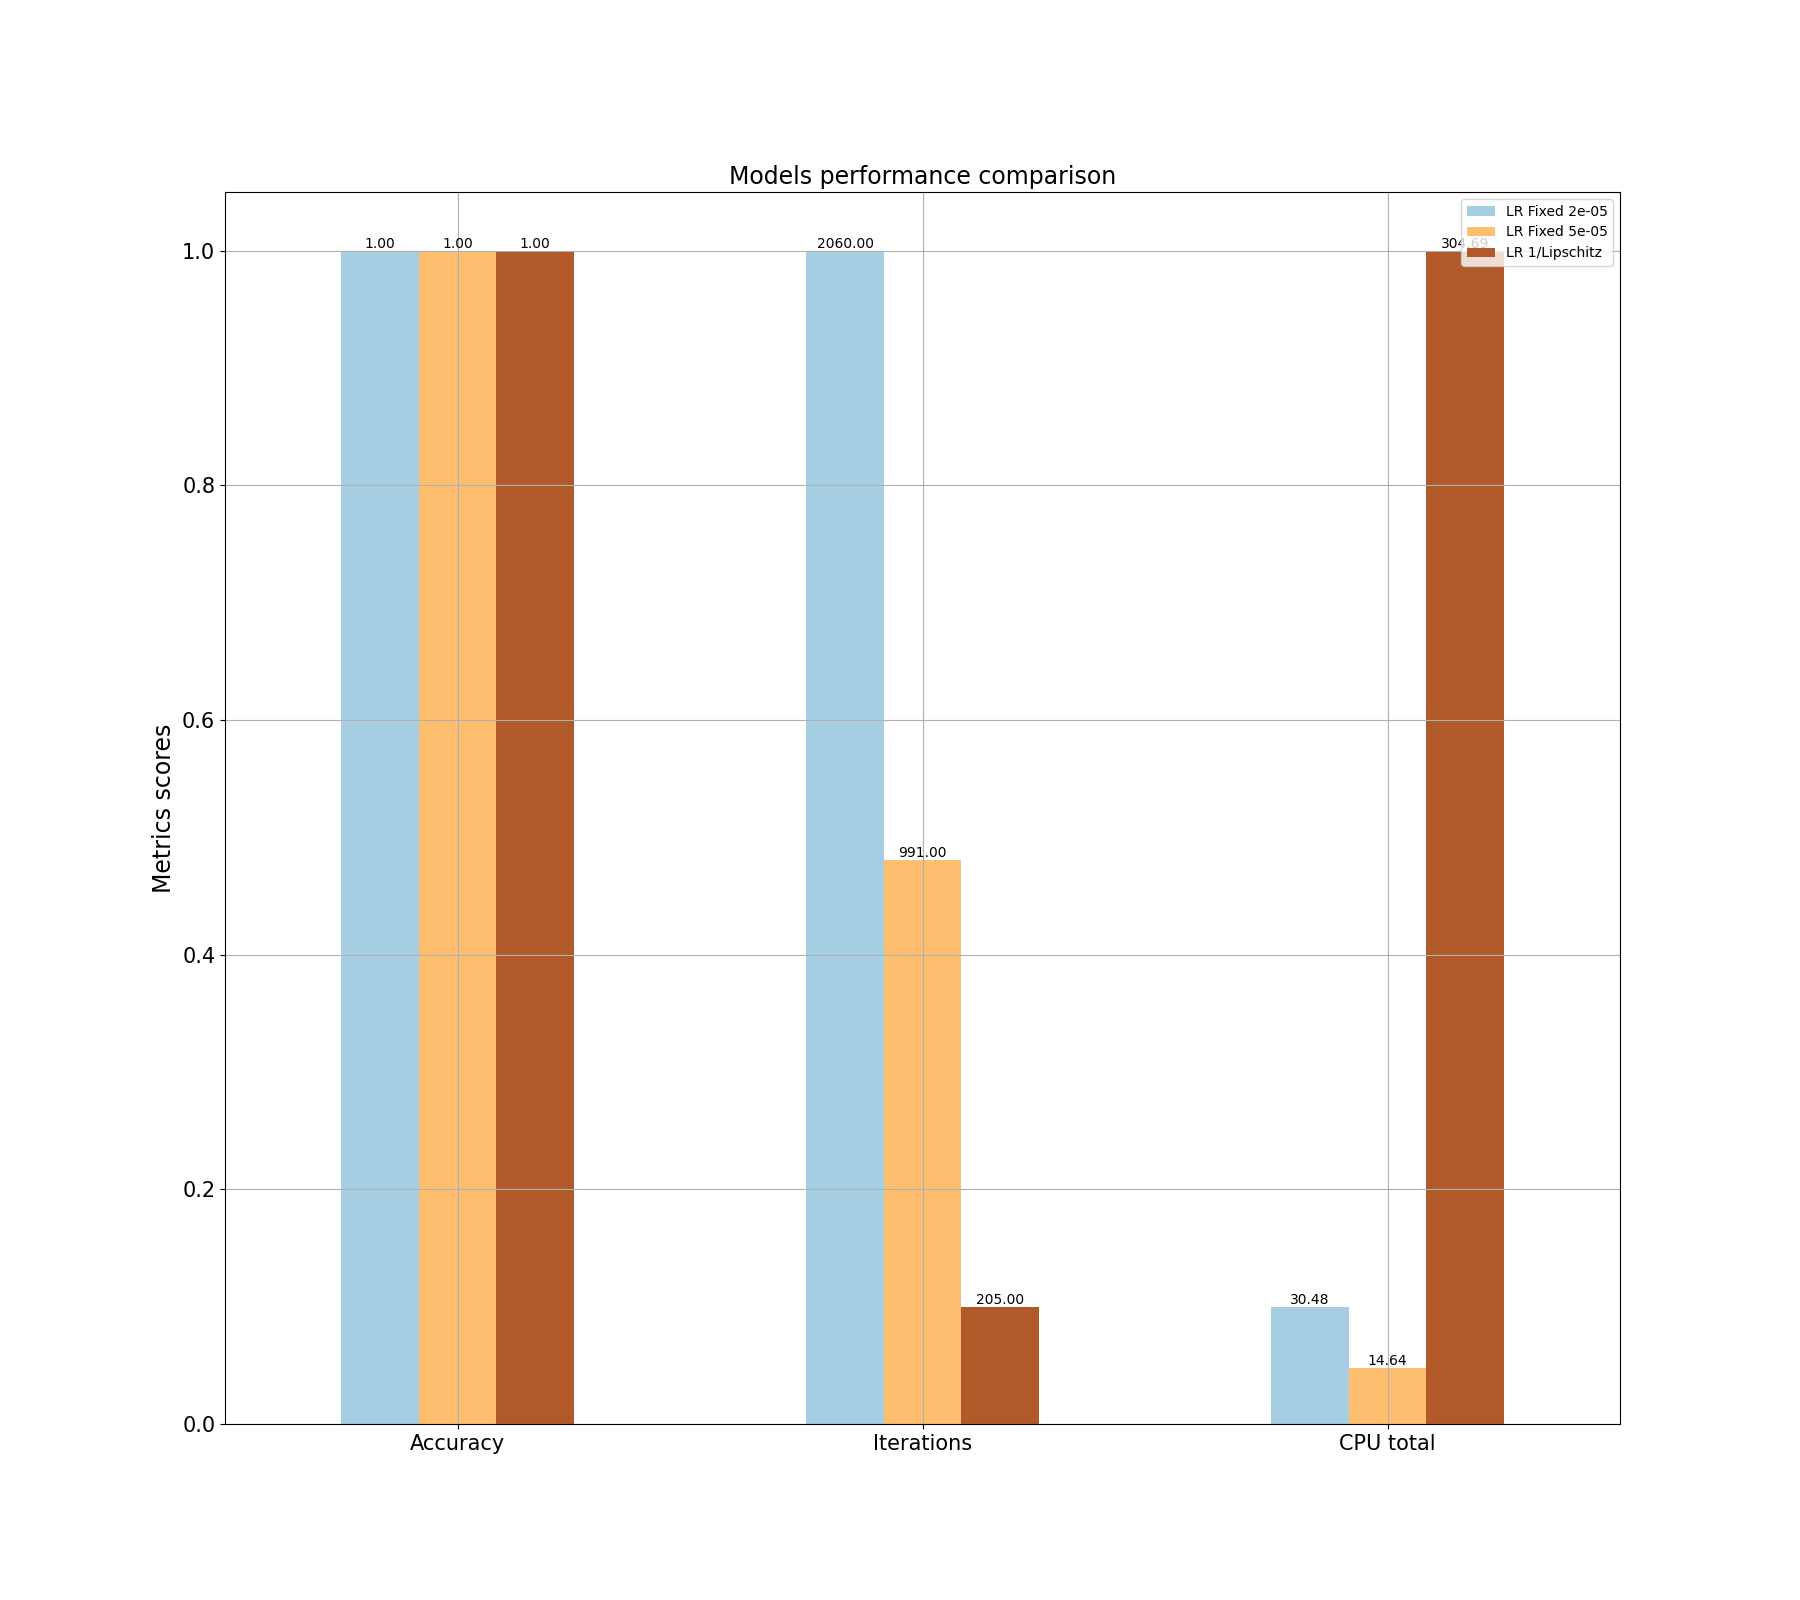 Models performance comparison
LR Fixed 2e-05
LR Fixed 5e-05
LR 1/Lipschitz
1.00
1.00
1.00
2060.00
304.69
991.00
205.00
30.48
14.64
1.0
0.8
0.6
0.4
0.2
0.0
Metrics scores
Accuracy
Iterations
CPU total